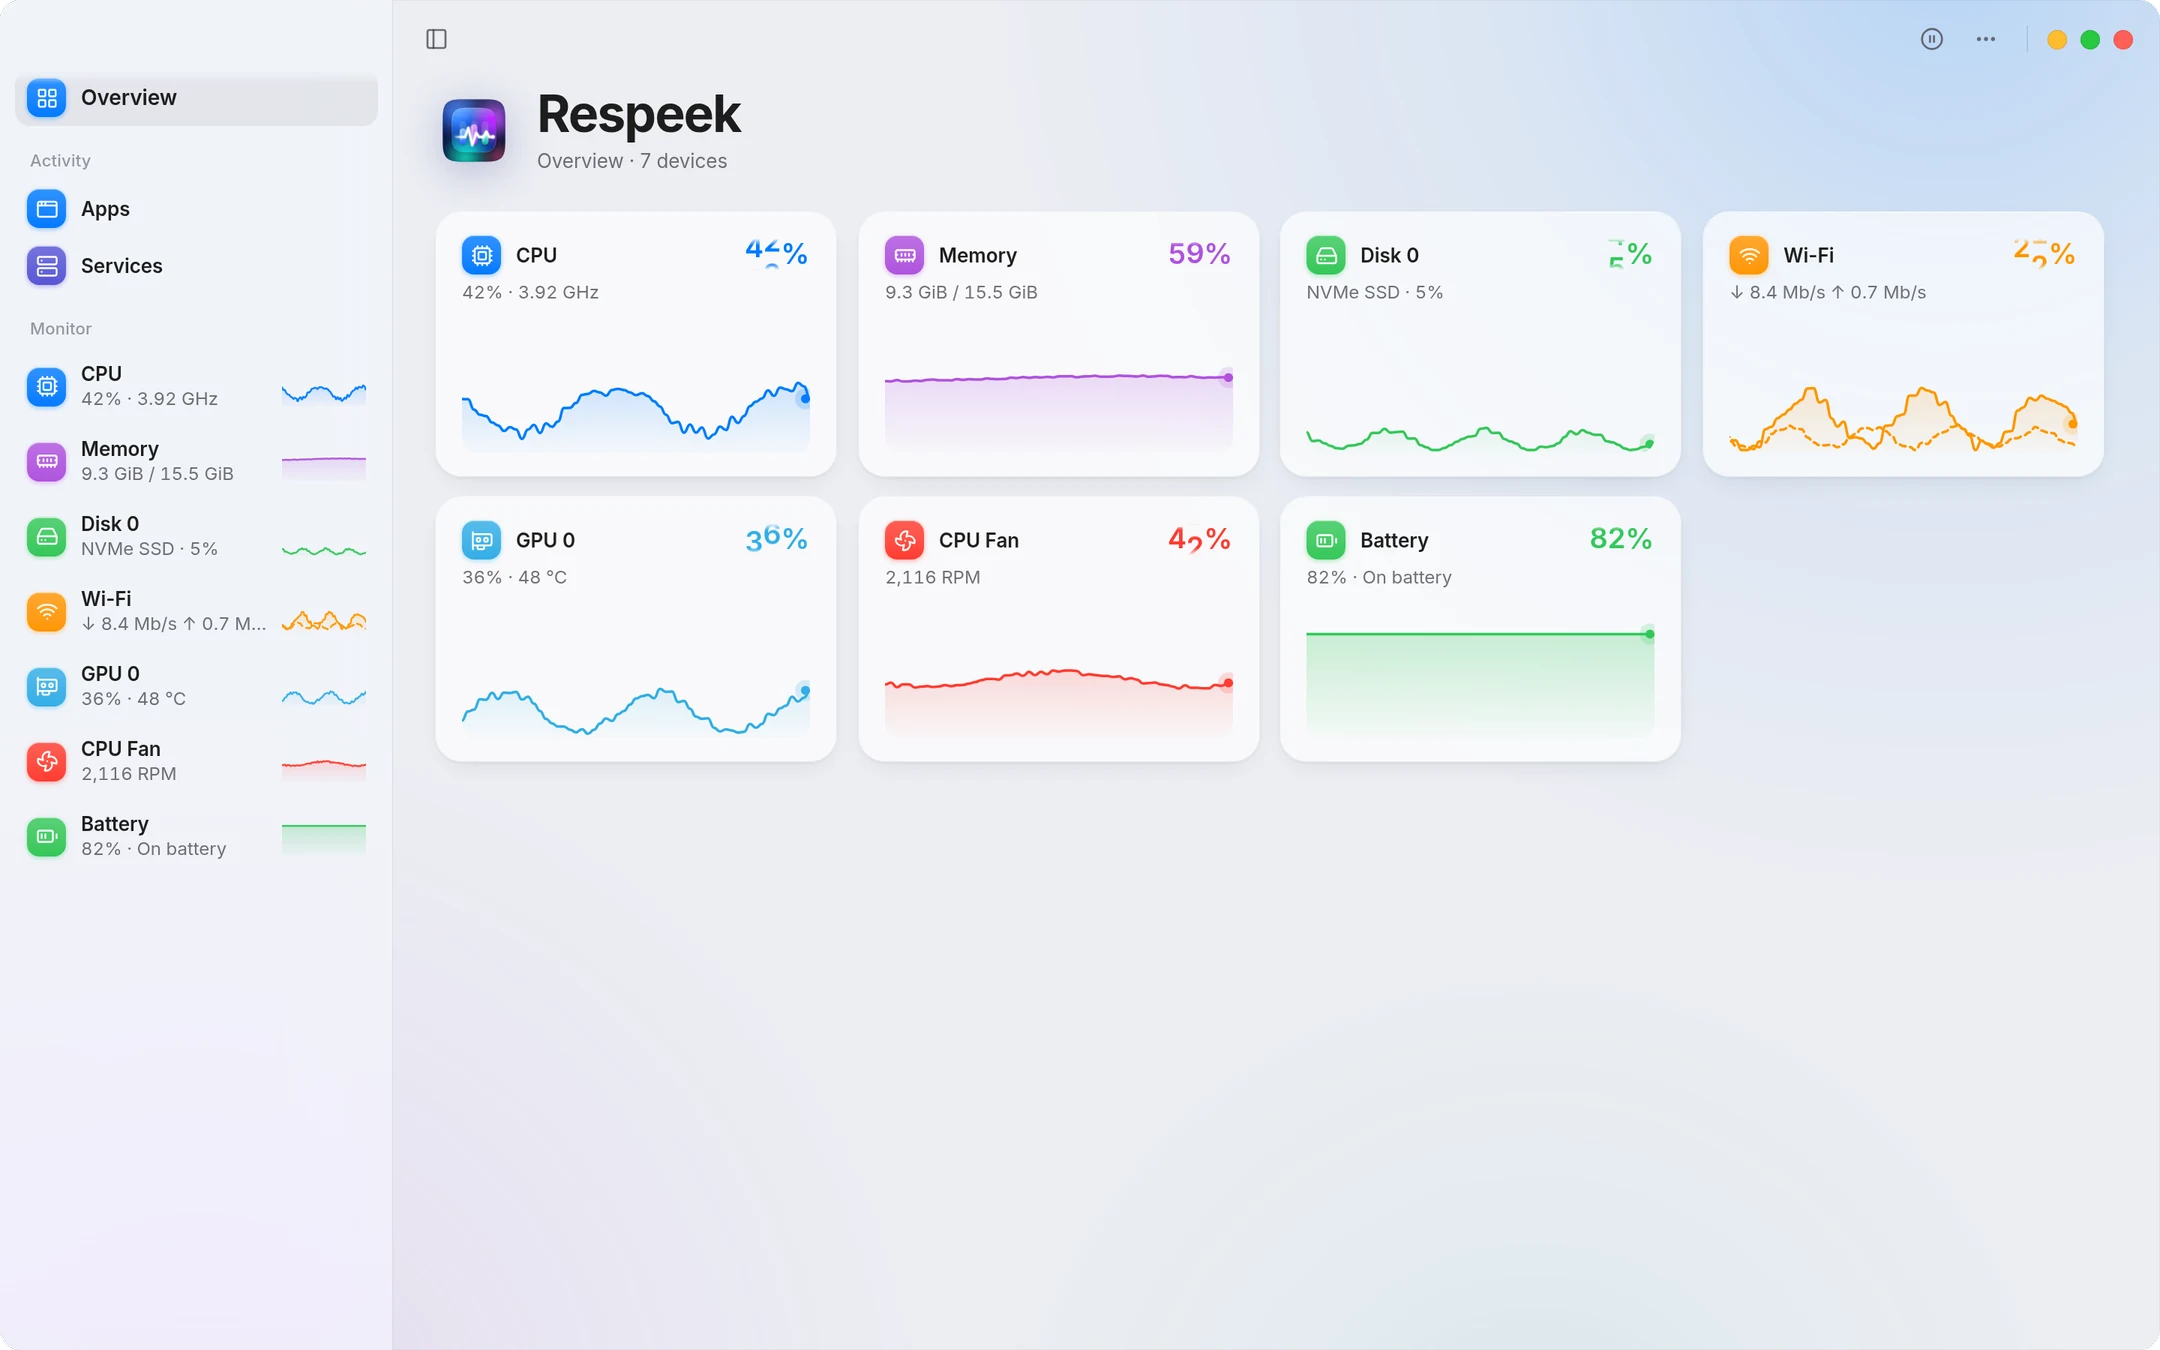 Overview
Activity
Apps
Services
Monitor
CPU
42% · 3.92 GHz
Memory
9.3 GiB / 15.5 GiB
Disk 0
NVMe SSD · 5%
Wi-Fi
↓ 8.4 Mb/s ↑ 0.7 M...
GPU 0
36% · 48 °C
CPU Fan
2,116 RPM
Battery
82% · On battery
Respeek
Overview · 7 devices
CPU
42% · 3.92 GHz
Memory 59%
9.3 GiB / 15.5 GiB
Disk 0
NVMe SSD · 5%
Wi-Fi
↓ 8.4 Mb/s ↑ 0.7 Mb/s
GPU 0 36%
36% · 48 °C
CPU Fan
2,116 RPM
Battery 82%
82% · On battery